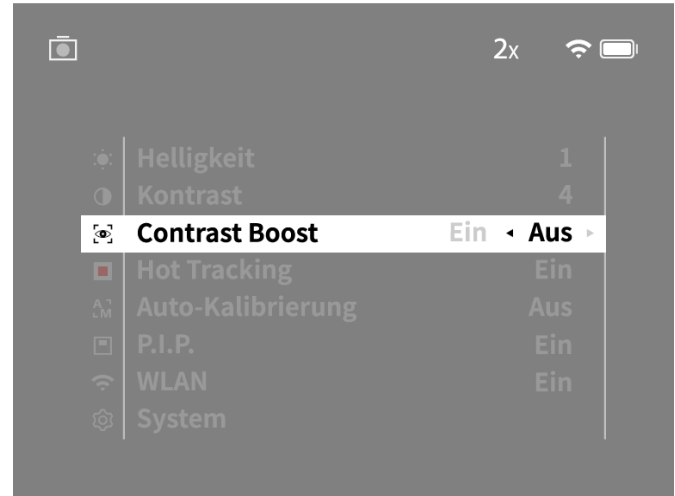 2x
Helligkeit 1
Kontrast 4
Contrast Boost Ein Aus
Hot Tracking Ein
Auto-Kalibrierung Aus
P.I.P. Ein
WLAN Ein
System